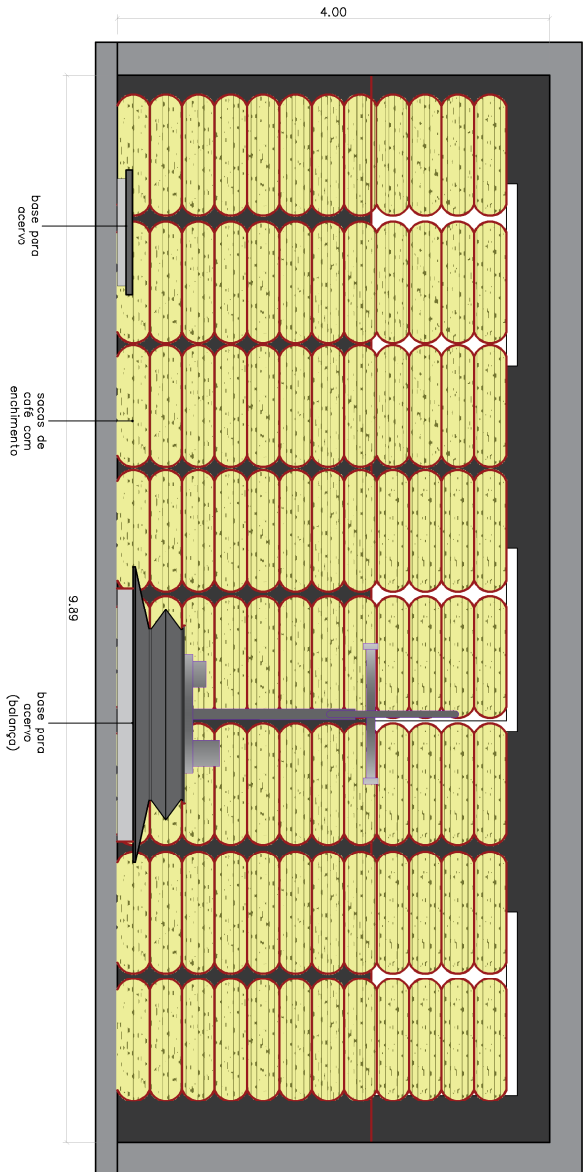 4.00
base para
acervo
sacas de
café com
enchimento
9.89
base para
acervo
(balança)